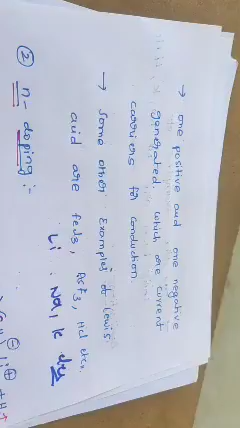 → one positive and one negative
generated which are current
carriers for conduction.
→ Some other Examples of Lewis
acid are fecl3, AsF5, Hcl etc.
Li, Na, K
② n-doping:-